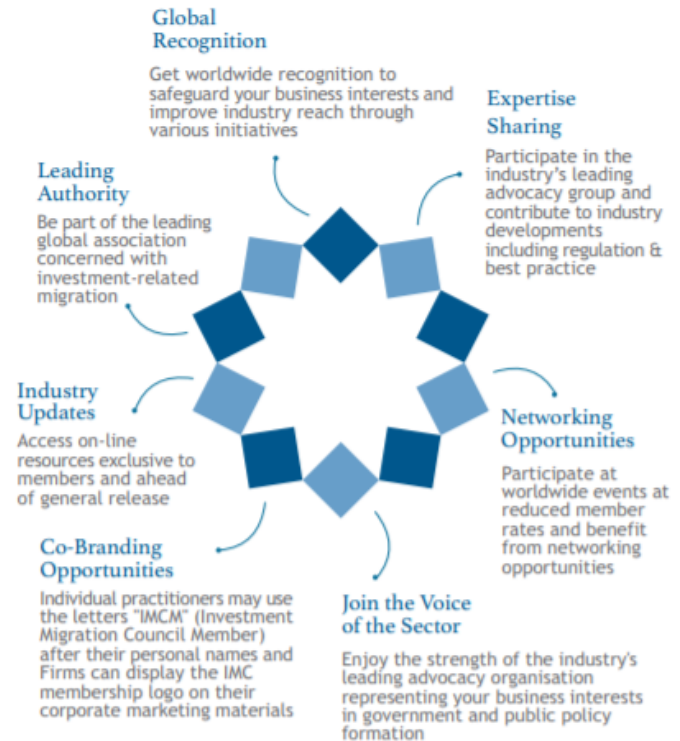 Global
Recognition
Get worldwide recognition to
safeguard your business interests and
improve industry reach through
various initiatives
Expertise
Sharing
Participate in the
industry's leading
advocacy group and
contribute to industry
developments
including regulation &
best practice
Leading
Authority
Be part of the leading
global association
concerned with
investment-related
migration
Industry
Updates
Access on-line
resources exclusive to
members and ahead
of general release
Networking
Opportunities
Participate at
worldwide events at
reduced member
rates and benefit
from networking
opportunities
Co-Branding
Opportunities
Individual practitioners may use
the letters "IMCM" (Investment
Migration Council Member)
after their personal names and
Firms can display the IMC
membership logo on their
corporate marketing materials
Join the Voice
of the Sector
Enjoy the strength of the industry's
leading advocacy organisation
representing your business interests
in government and public policy
formation